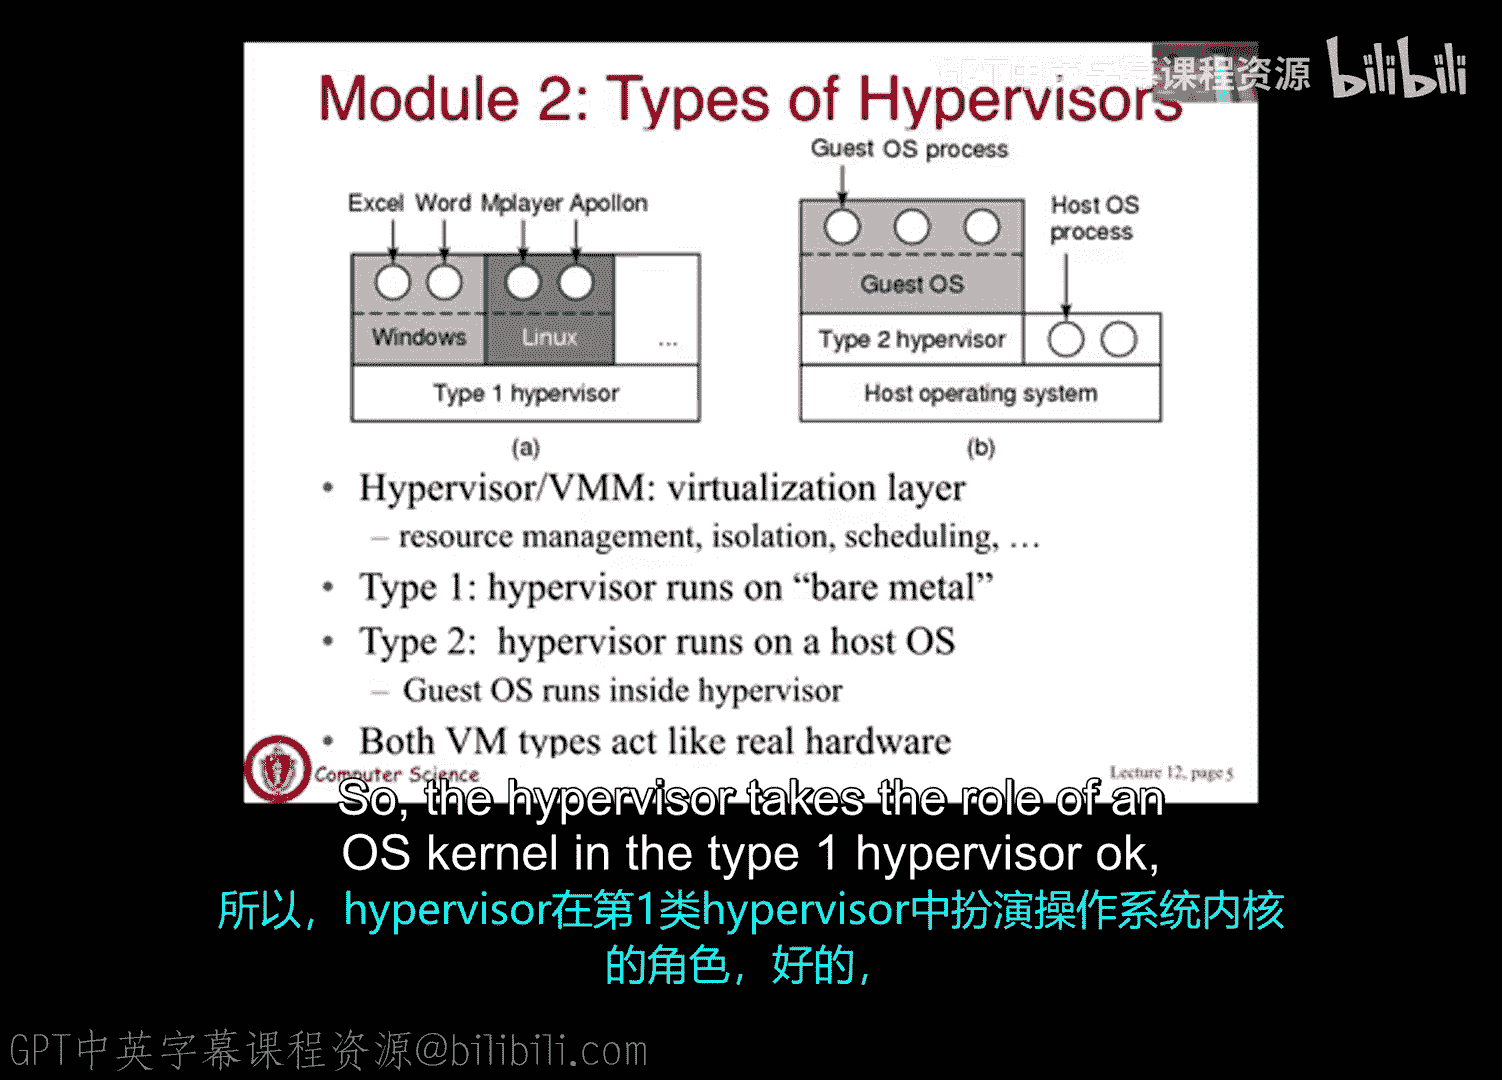 Module 2: Types of Hypervisors
课程资源 bilibili
Guest OS process
Excel Word Mplayer Apollon
Host OS
process
Guest OS
Windows Linux ...
Type 2 hypervisor
Type 1 hypervisor
Host operating system
(a)
(b)
• Hypervisor/VMM: virtualization layer
– resource management, isolation, scheduling, …
• Type 1: hypervisor runs on “bare metal”
• Type 2: hypervisor runs on a host OS
– Guest OS runs inside hypervisor
• Both VM types act like real hardware
Computer Science
Lecture 12, page 5
So, the hypervisor takes the role of an
OS kernel in the type 1 hypervisor ok,
所以，hypervisor在第1类hypervisor中扮演操作系统内核
的角色，好的，
GPT中英字幕课程资源@bilibili.com